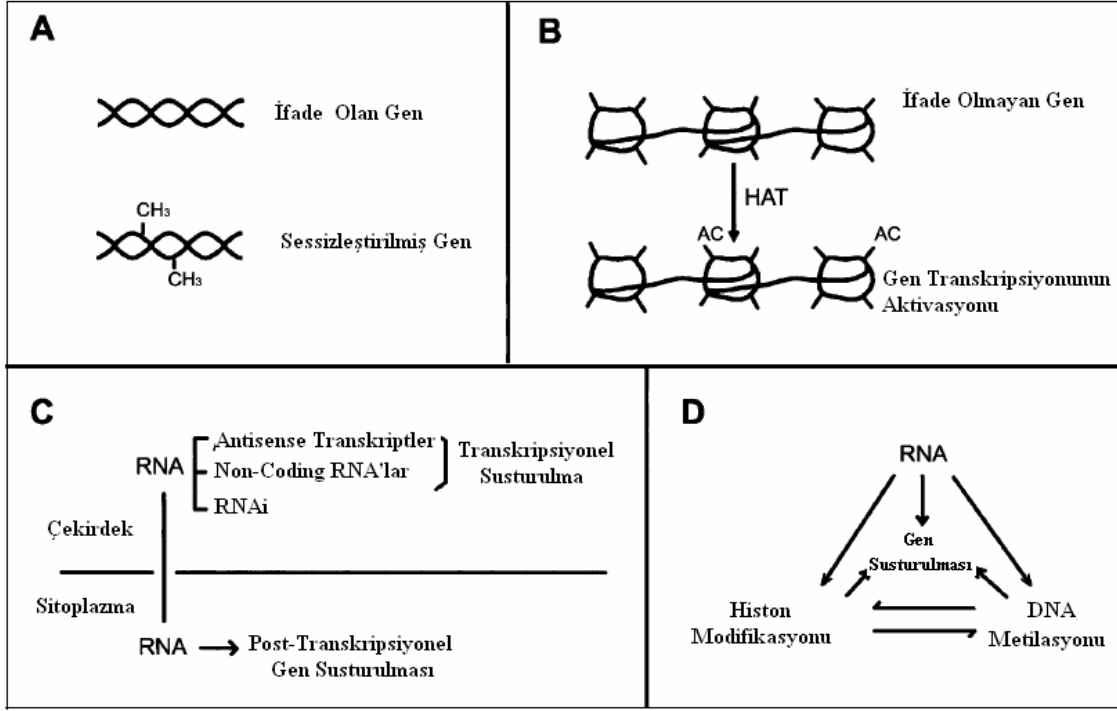 A
İfade Olan Gen
CH3
Sessizleştirilmiş Gen
CH3
B
İfade Olmayan Gen
HAT
AC
AC
Gen Transkripsiyonunun
Aktivasyonu
C
RNA
Antisense Transkriptler
Non-Coding RNA'lar
RNAi
Transkripsiyonel
Susturulma
Çekirdek
Sitoplazma
RNA
Post-Transkripsiyonel
Gen Susturulması
D
RNA
Gen
Susturulması
Histon
Modifikasyonu
DNA
Metilasyonu